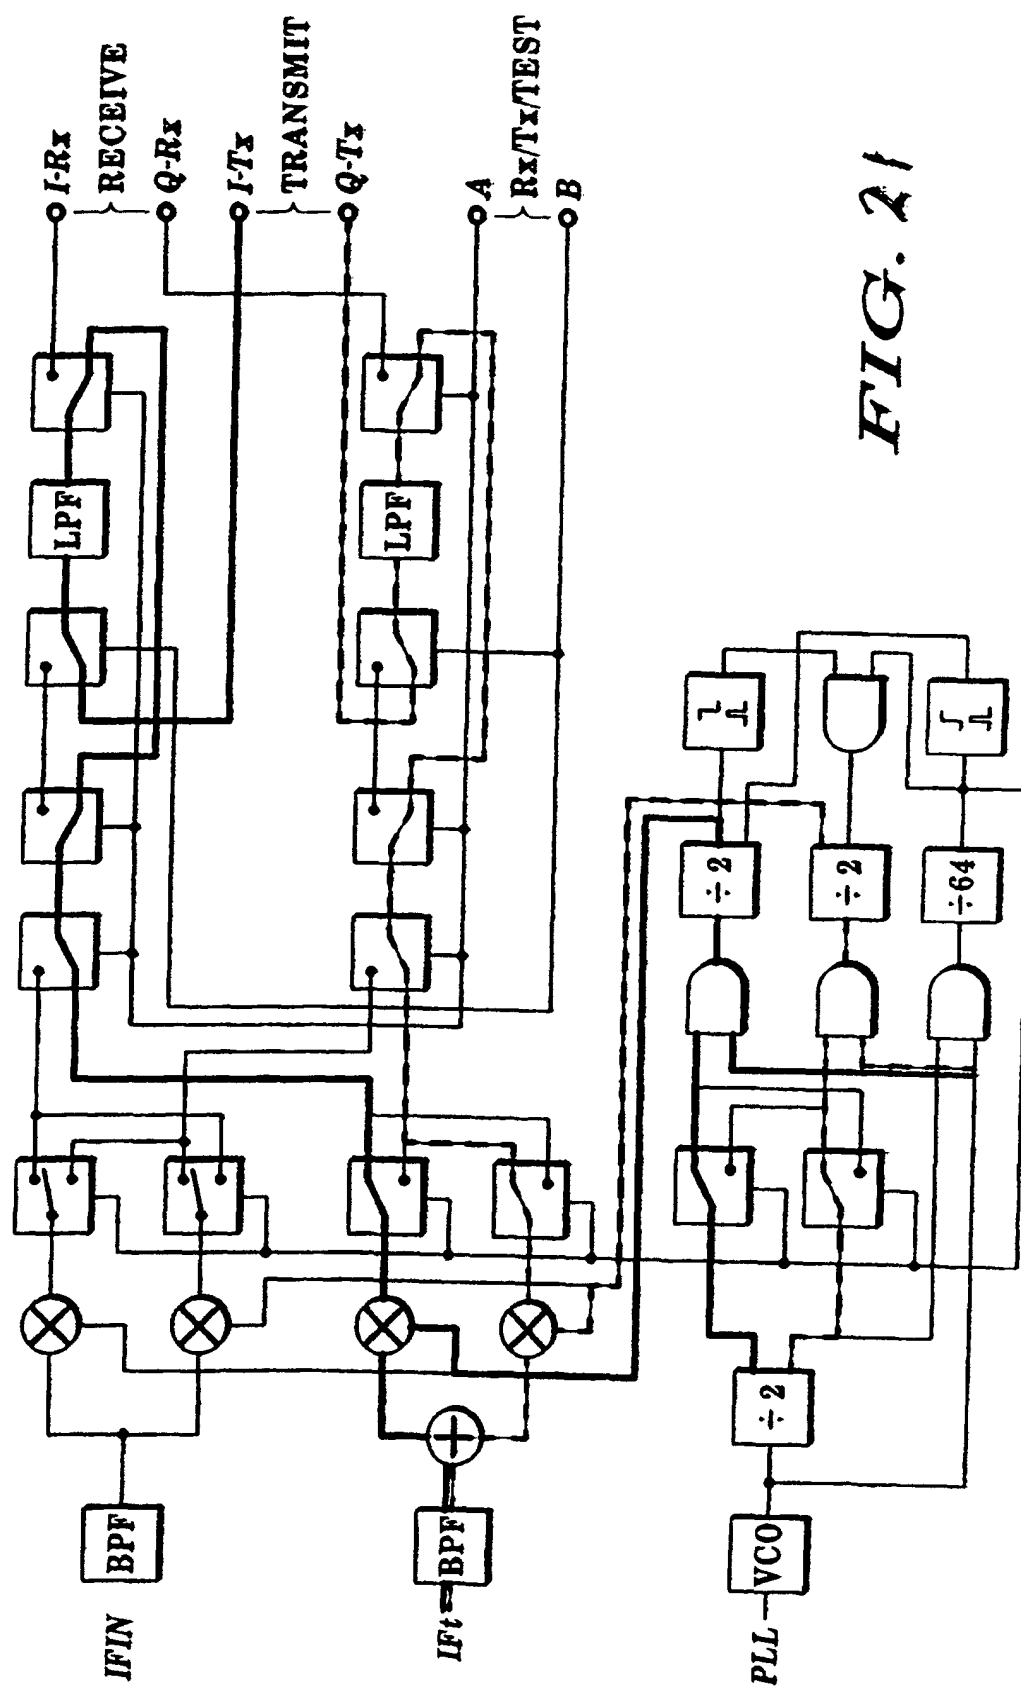 I-Rx
RECEIVE
Q-Rx
I-Tx
TRANSMIT
Q-Tx
A
Rx/Tx/TEST
B
LPF
LPF
÷2
÷2
÷64
÷2
BPF
IFIN
BPF
IFt
VCO
PLL
FIG. 21